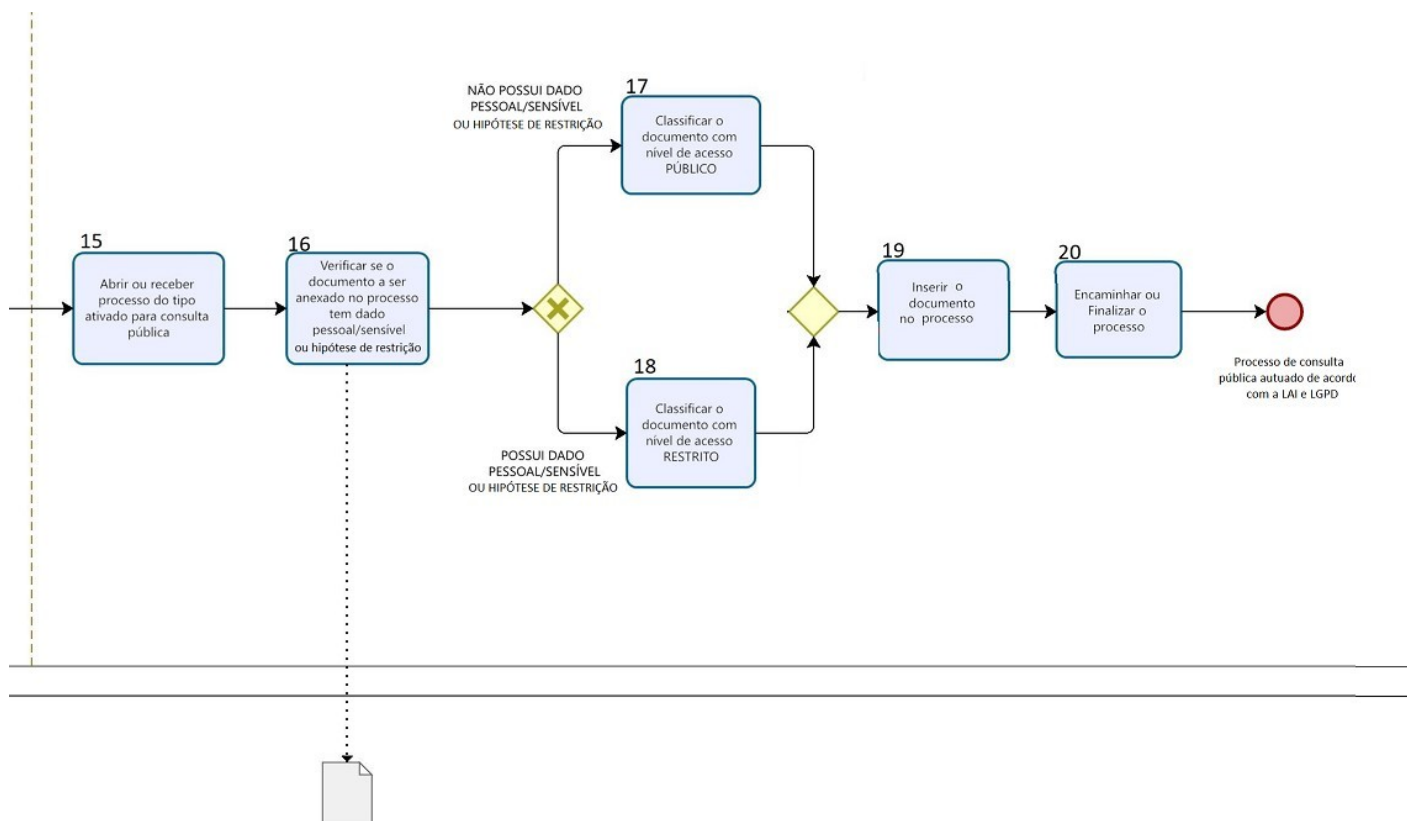 15
Abrir ou receber
processo do tipo
ativado para consulta
pública
16
Verificar se o
documento a ser
anexado no processo
tem dado
pessoal/sensível
ou hipótese de restrição
NÃO POSSUI DADO
PESSOAL/SENSÍVEL
OU HIPÓTESE DE RESTRIÇÃO
17
Classificar o
documento com
nível de acesso
PÚBLICO
POSSUI DADO
PESSOAL/SENSÍVEL
OU HIPÓTESE DE RESTRIÇÃO
18
Classificar o
documento com
nível de acesso
RESTRITO
19
Inserir o
documento
no processo
20
Encaminhar ou
Finalizar o
processo
Processo de consulta
pública autuado de acordo
com a LAI e LGPD